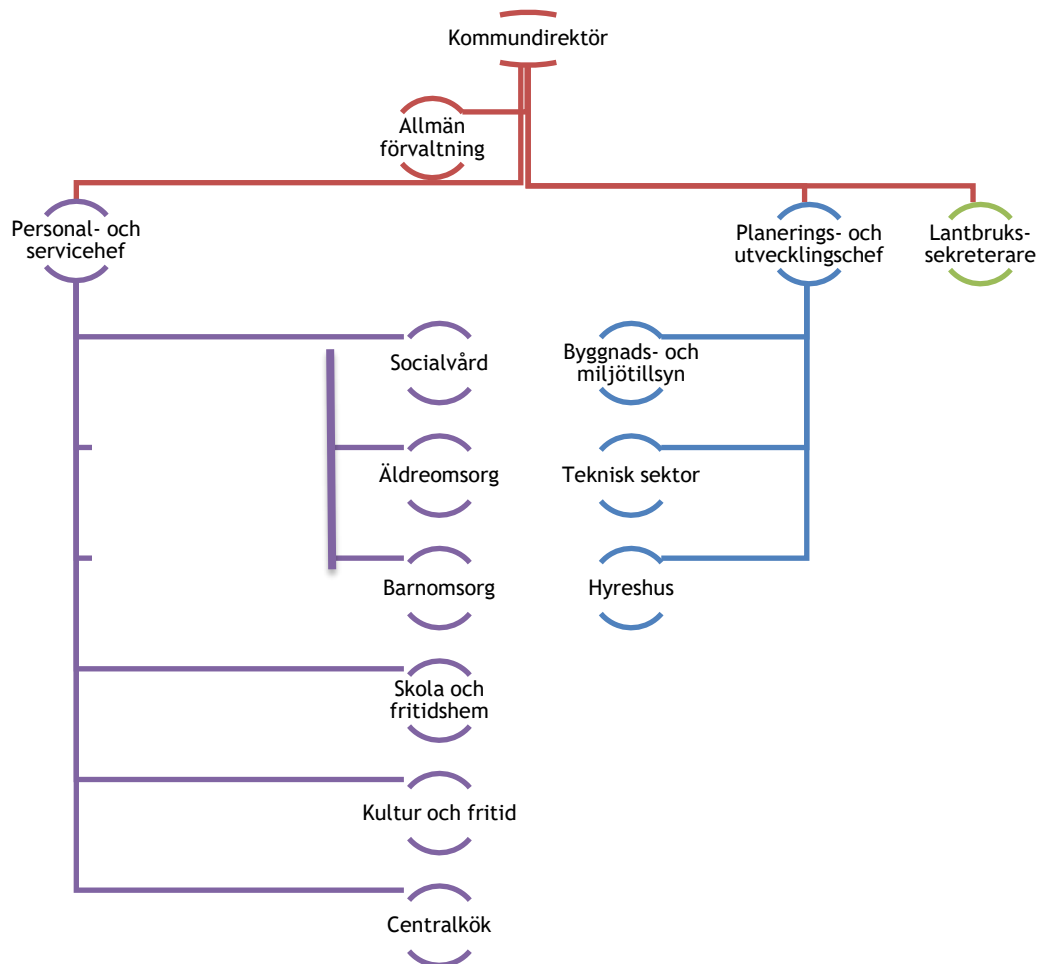 Kommundirektör
Allmän
förvaltning
Personal- och
servicehef
Planerings- och
utvecklingschef
Lantbruks-
sekreterare
Socialvård
Byggnads- och
miljötillsyn
Äldreomsorg
Teknisk sektor
Barnomsorg
Hyreshus
Skola och
fritidshem
Kultur och fritid
Centralkök